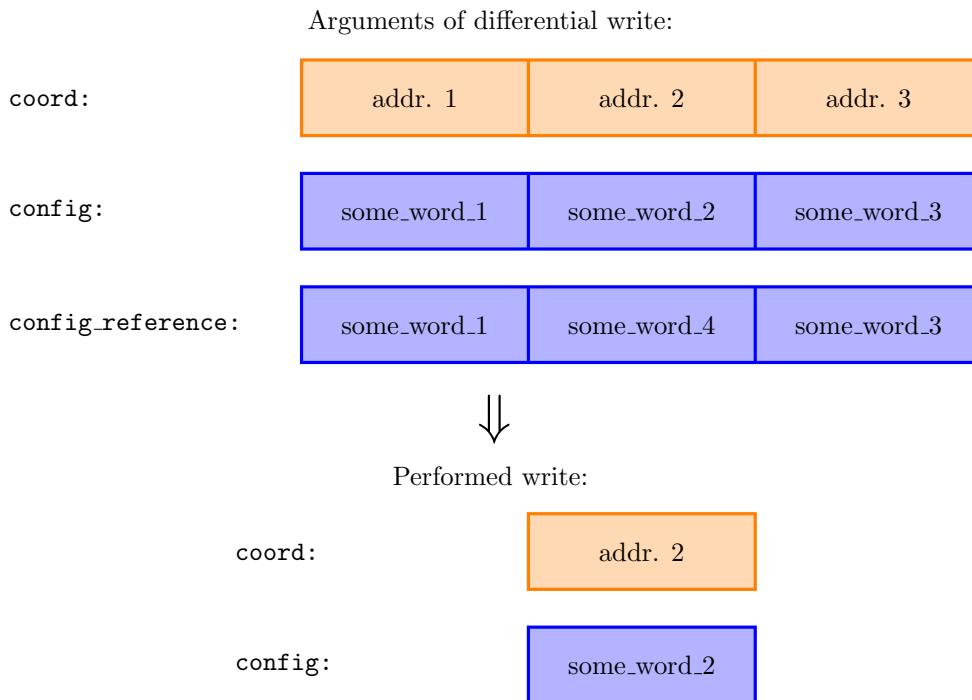 Arguments of differential write:
coord: addr. 1 addr. 2 addr. 3
config: some_word_1 some_word_2 some_word_3
config_reference: some_word_1 some_word_4 some_word_3
⇓
Performed write:
coord: addr. 2
config: some_word_2